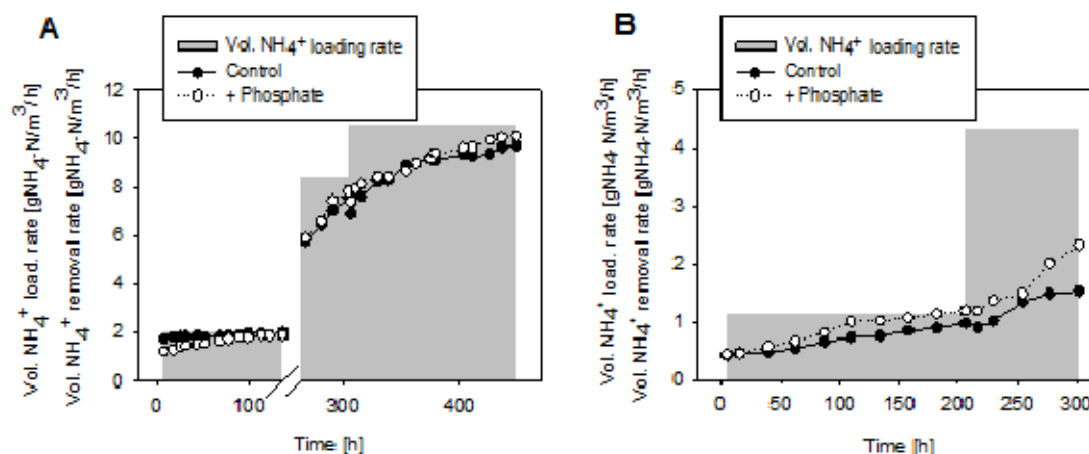 A
Vol. NH4+ loading rate
Control
+ Phosphate
Vol. NH4+ load. rate [gNH4-N/m3/h]
Vol. NH4+ removal rate [gNH4-N/m3/h]
12
10
8
6
4
2
0
0 100 300 400
Time [h]
B
Vol. NH4+ loading rate
Control
+ Phosphate
Vol. NH4+ load. rate [gNH4- N/m3/h]
Vol. NH4+ removal rate [gNH4-N/m3/h]
5
4
3
2
1
0
0 50 100 150 200 250 300
Time [h]